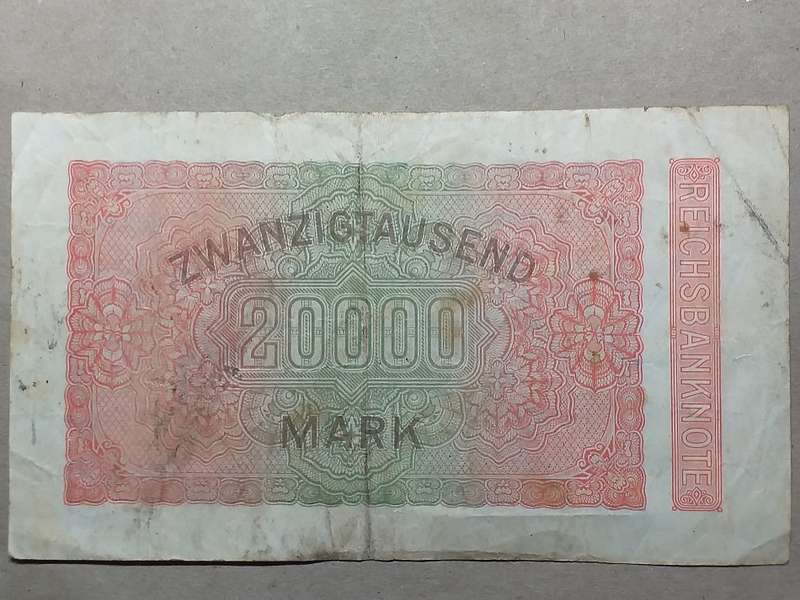 ZWANZIGTAUSEND
20000
MARK
REICHSBANKNOTE